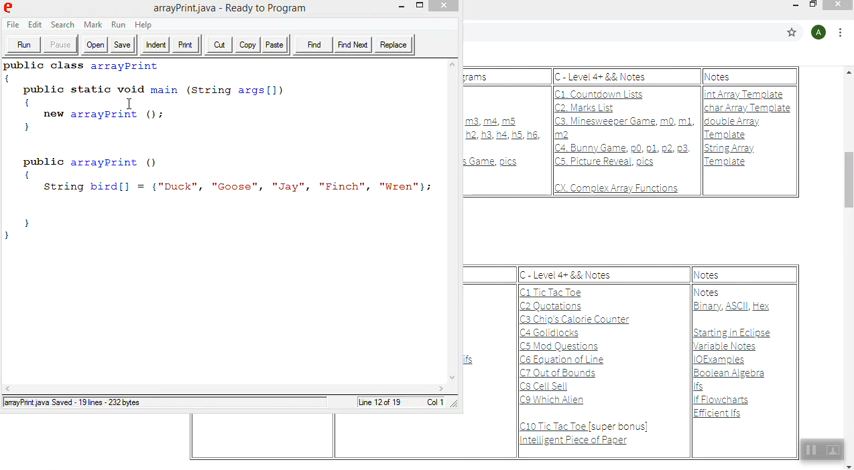 arrayPrint.java - Ready to Program
File Edit Search Mark Run Help
Run Pause Open Save Indent Print Cut Copy Paste Find Find Next Replace
public class arrayPrint
{
public static void main (String args[])
{
new arrayPrint ();
}
public arrayPrint ()
{
String bird[] = {"Duck", "Goose", "Jay", "Finch", "Wren"};
}
}
arrayPrint.java Saved - 19 lines - 232 bytes
Line 12 of 19 Col 1
A
grams
m3, m4, m5
h2, h3, h4, h5, h6,
s Game, pics
C - Level 4+ && Notes
C1. Countdown Lists
C2. Marks List
C3. Minesweeper Game, m0, m1,
m2
C4. Bunny Game, p0, p1, p2, p3.
C5. Picture Reveal, pics
CX. Complex Array Functions
Notes
int Array Template
char Array Template
double Array
Template
String Array
Template
ifs
C - Level 4+ && Notes
C1 Tic Tac Toe
C2 Quotations
C3 Chip's Calorie Counter
C4 Goldilocks
C5 Mod Questions
C6 Equation of Line
C7 Out of Bounds
C8 Cell Sell
C9 Which Alien
C10 Tic Tac Toe [super bonus]
Intelligent Piece of Paper
Notes
Notes
Binary, ASCII, Hex
Starting in Eclipse
Variable Notes
IOExamples
Boolean Algebra
Ifs
If Flowcharts
Efficient Ifs